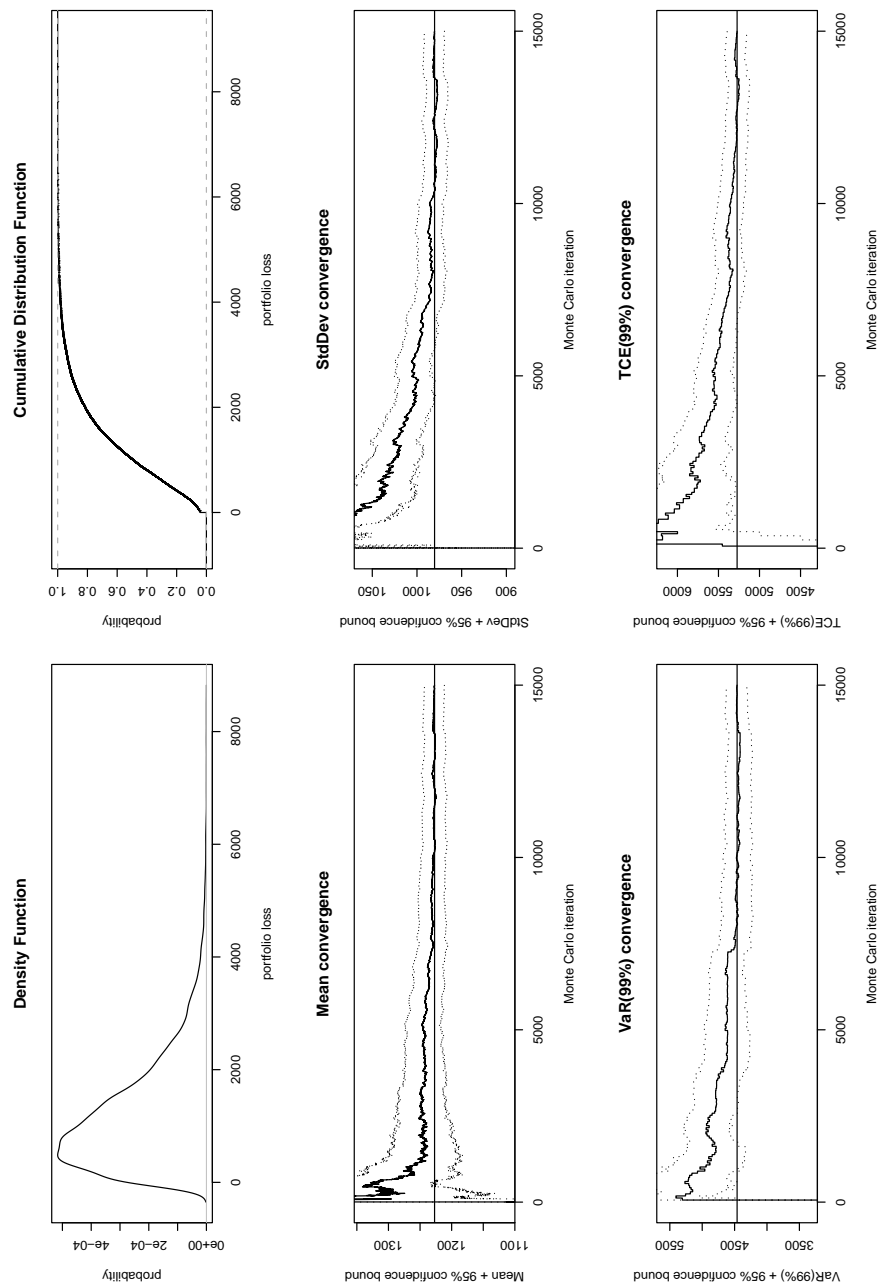 Density Function
probability
0e+00 2e−04 4e−04
0 2000 4000 6000 8000
portfolio loss
Cumulative Distribution Function
probability
0.0 0.2 0.4 0.6 0.8 1.0
0 2000 4000 6000 8000
portfolio loss
Mean convergence
Mean + 95% confidence bound
1100 1200 1300
0 5000 10000 15000
Monte Carlo iteration
StdDev convergence
StdDev + 95% confidence bound
900 950 1000 1050
0 5000 10000 15000
Monte Carlo iteration
VaR(99%) convergence
VaR(99%) + 95% confidence bound
3500 4500 5500
0 5000 10000 15000
Monte Carlo iteration
TCE(99%) convergence
TCE(99%) + 95% confidence bound
4500 5000 5500 6000
0 5000 10000 15000
Monte Carlo iteration